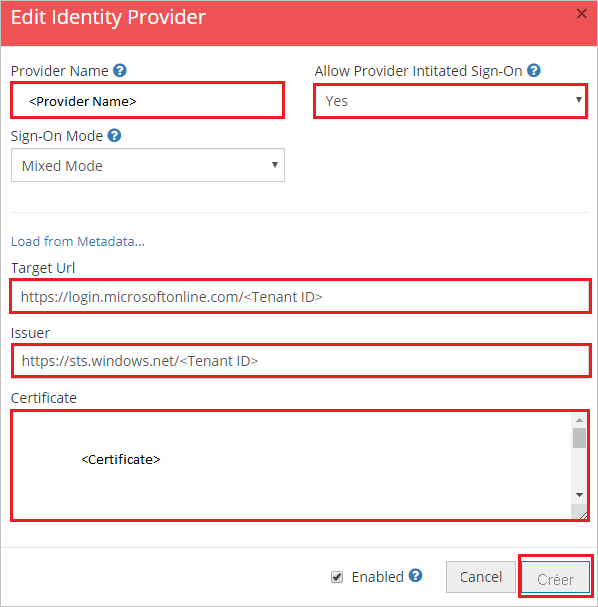 Edit Identity Provider
Provider Name
Allow Provider Intitated Sign-On
<Provider Name>
Yes
Sign-On Mode
Mixed Mode
Load from Metadata...
Target Url
https://login.microsoftonline.com/<Tenant ID>
Issuer
https://sts.windows.net/<Tenant ID>
Certificate
<Certificate>
Enabled
Cancel
Créer